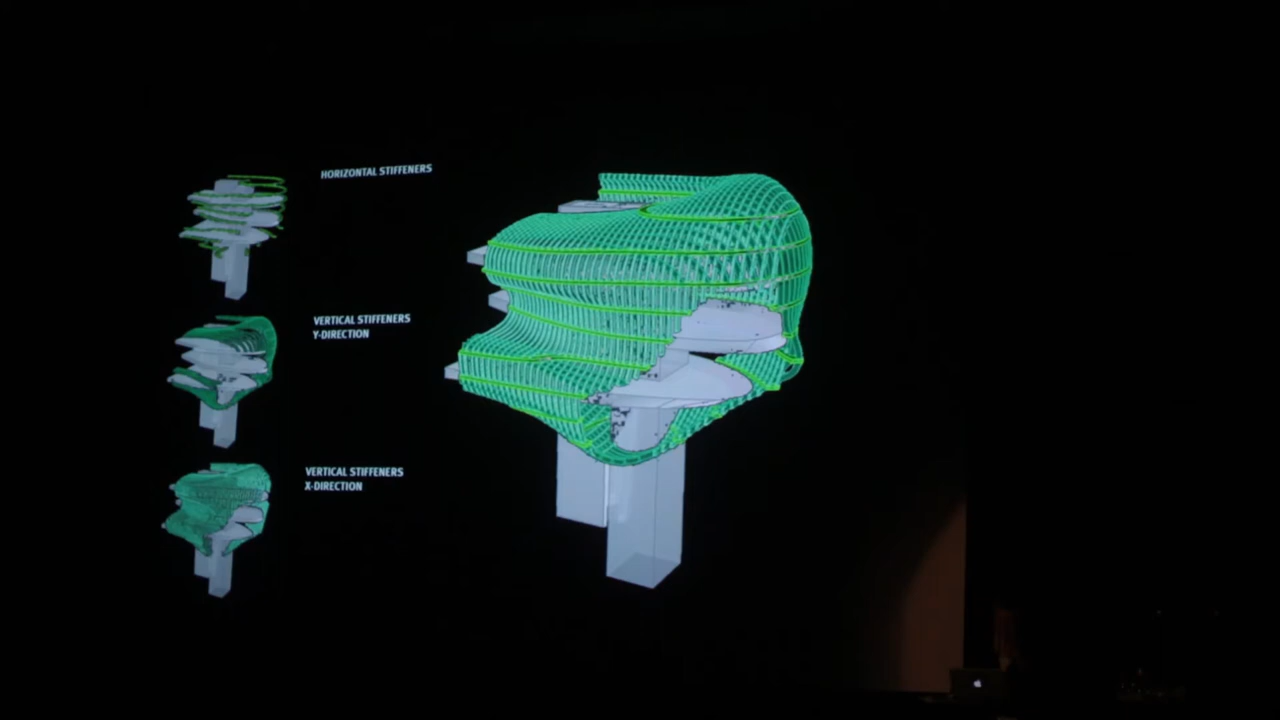 HORIZONTAL STIFFENERS
VERTICAL STIFFENERS
Y-DIRECTION
VERTICAL STIFFENERS
X-DIRECTION